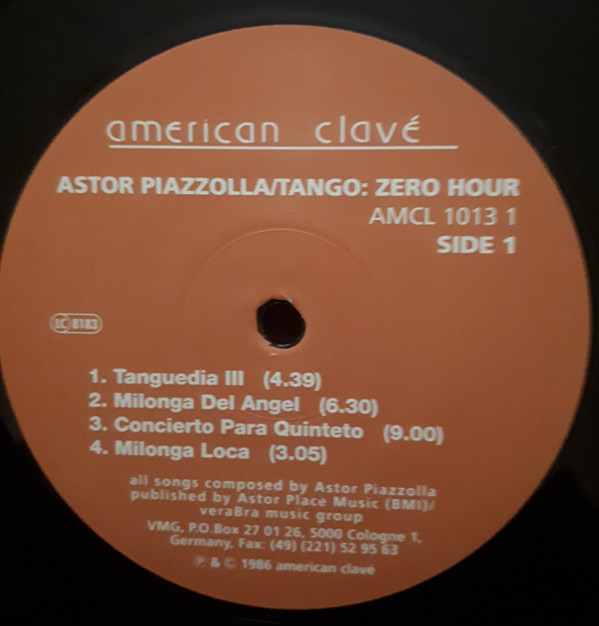 american clavé
ASTOR PIAZZOLLA/TANGO: ZERO HOUR
AMCL 1013 1
SIDE 1
LC 8183
1. Tanguedia III (4.39)
2. Milonga Del Angel (6.30)
3. Concierto Para Quinteto (9.00)
4. Milonga Loca (3.05)
all songs composed by Astor Piazzolla
published by Astor Place Music (BMI)/
veraBra music group
VMG, P.O.Box 27 01 26, 5000 Cologne 1,
Germany, Fax: (49) (221) 52 95 63
℗ & © 1986 american clavé